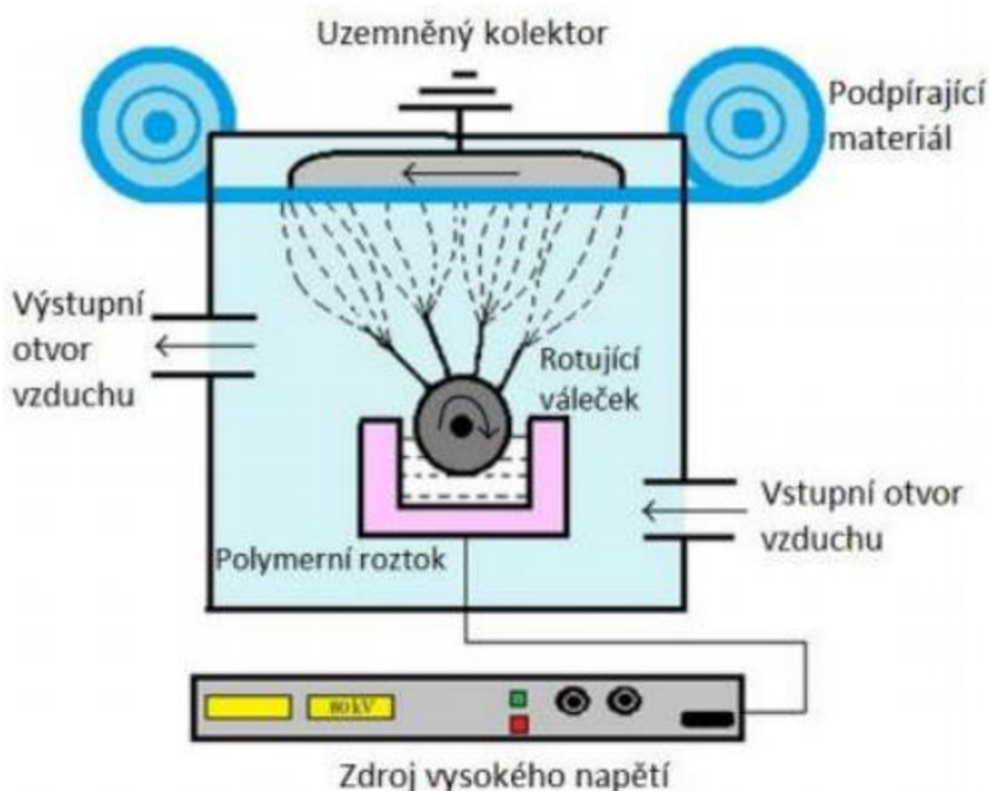 Uzemněný kolektor
Podpírající
materiál
Výstupní
otvor
vzduchu
Rotující
váleček
Vstupní otvor
vzduchu
Polymerní roztok
80 kV
Zdroj vysokého napětí